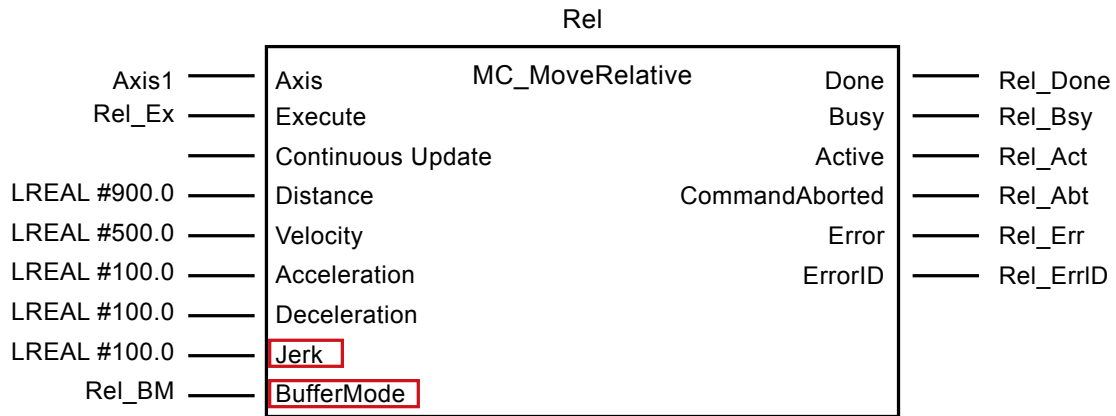 Rel
MC_MoveRelative
Axis1 Axis Done Rel_Done
Rel_Ex Execute Busy Rel_Bsy
Continuous Update Active Rel_Act
LREAL #900.0 Distance CommandAborted Rel_Abt
LREAL #500.0 Velocity Error Rel_Err
LREAL #100.0 Acceleration ErrorID Rel_ErrID
LREAL #100.0 Deceleration
LREAL #100.0 Jerk
Rel_BM BufferMode